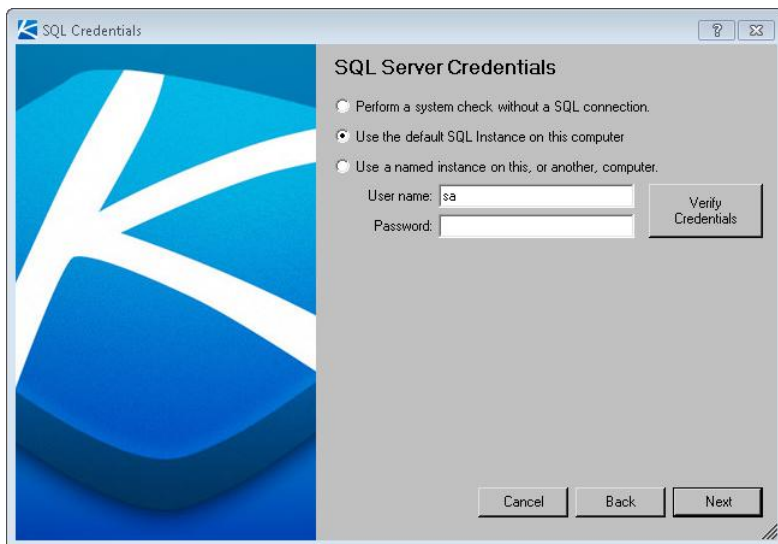 SQL Credentials
SQL Server Credentials
Perform a system check without a SQL connection.
Use the default SQL Instance on this computer
Use a named instance on this, or another, computer.
User name: sa
Password:
Verify
Credentials
Cancel Back Next